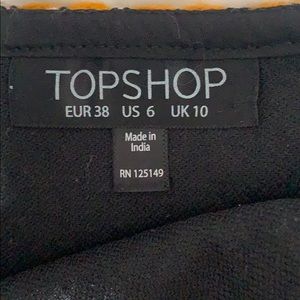 TOPSHOP
EUR 38 US 6 UK 10
Made in
India
RN 125149